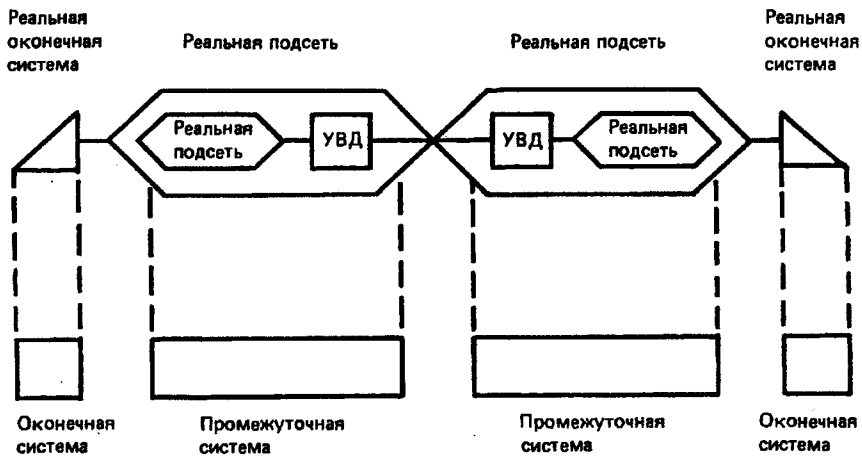 Реальная
оконечная
система
Реальная подсеть
Реальная подсеть
Реальная
оконечная
система
Реальная
подсеть
УВД
УВД
Реальная
подсеть
Оконечная
система
Промежуточная
система
Промежуточная
система
Оконечная
система